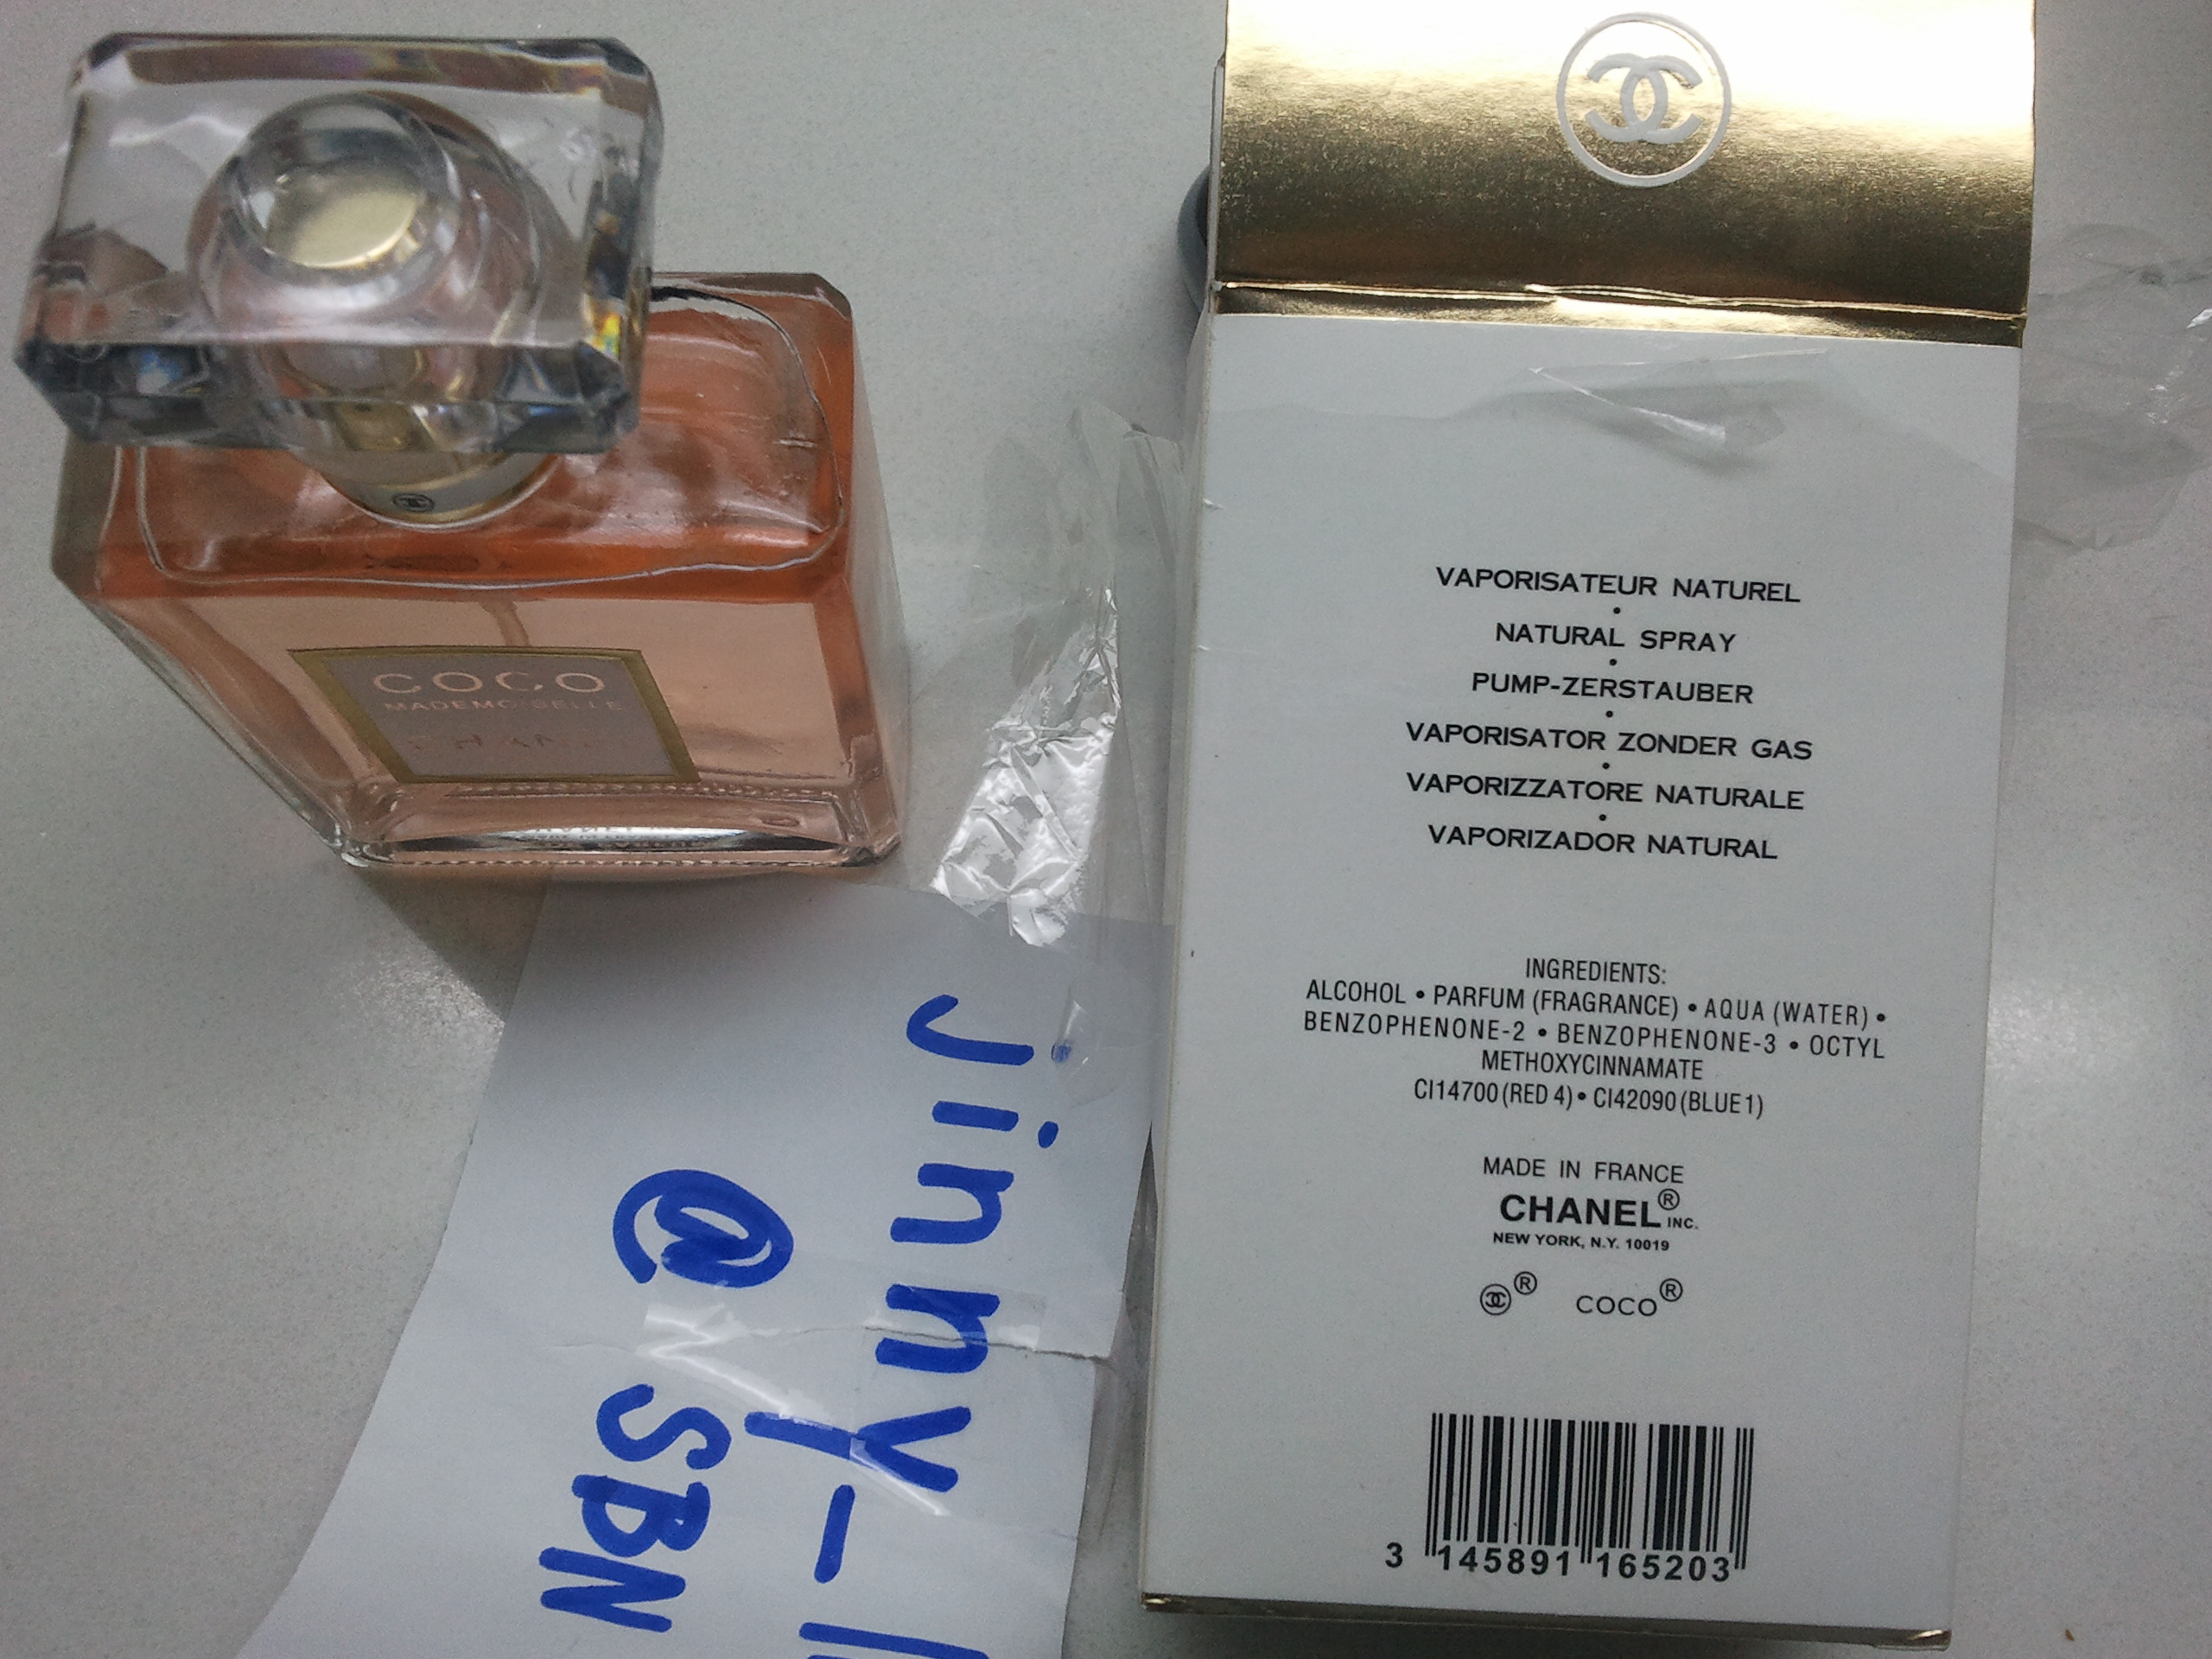 COCO
MADEMOISELLE
VAPORISATEUR NATUREL
•
NATURAL SPRAY
•
PUMP-ZERSTAUBER
•
VAPORISATOR ZONDER GAS
•
VAPORIZZATORE NATURALE
•
VAPORIZADOR NATURAL
INGREDIENTS:
ALCOHOL • PARFUM (FRAGRANCE) • AQUA (WATER) •
BENZOPHENONE-2 • BENZOPHENONE-3 • OCTYL
METHOXYCINNAMATE
CI14700 (RED 4) • CI42090 (BLUE 1)
MADE IN FRANCE
CHANEL® INC.
NEW YORK, N.Y. 10019
® COCO®
3 145891 165203
Jinny_
@ SBN